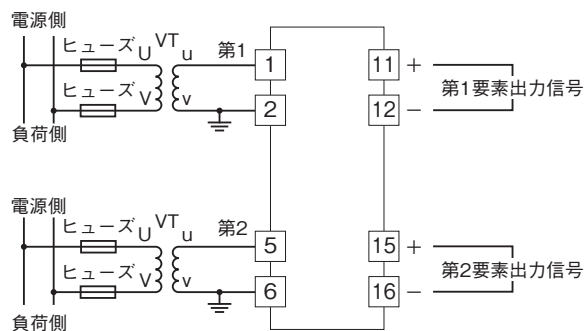 電源側
ヒューズ U VT u 第1 1 11 +
第1要素出力信号
ヒューズ V v 2 12 −
負荷側
電源側
ヒューズ U VT u 第2 5 15 +
第2要素出力信号
ヒューズ V v 6 16 −
負荷側